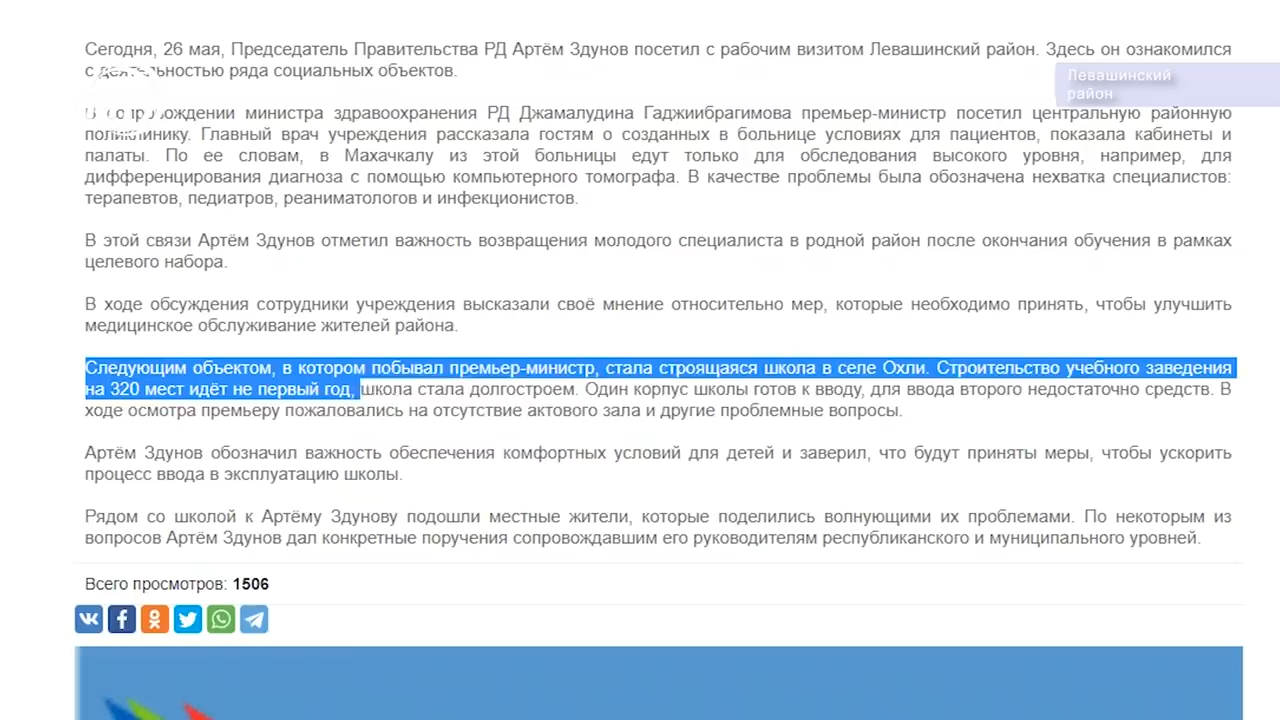 Сегодня, 26 мая, Председатель Правительства РД Артём Здунов посетил с рабочим визитом Левашинский район. Здесь он ознакомился
с деятельностью ряда социальных объектов.
Левашинский
район
В сопровождении министра здравоохранения РД Джамалудина Гаджиибрагимова премьер-министр посетил центральную районную
поликлинику. Главный врач учреждения рассказала гостям о созданных в больнице условиях для пациентов, показала кабинеты и
палаты. По ее словам, в Махачкалу из этой больницы едут только для обследования высокого уровня, например, для
дифференцирования диагноза с помощью компьютерного томографа. В качестве проблемы была обозначена нехватка специалистов:
терапевтов, педиатров, реаниматологов и инфекционистов.
В этой связи Артём Здунов отметил важность возвращения молодого специалиста в родной район после окончания обучения в рамках
целевого набора.
В ходе обсуждения сотрудники учреждения высказали своё мнение относительно мер, которые необходимо принять, чтобы улучшить
медицинское обслуживание жителей района.
Следующим объектом, в котором побывал премьер-министр, стала строящаяся школа в селе Охли. Строительство учебного заведения
на 320 мест идёт не первый год, школа стала долгостроем. Один корпус школы готов к вводу, для ввода второго недостаточно средств. В
ходе осмотра премьеру пожаловались на отсутствие актового зала и другие проблемные вопросы.
Артём Здунов обозначил важность обеспечения комфортных условий для детей и заверил, что будут приняты меры, чтобы ускорить
процесс ввода в эксплуатацию школы.
Рядом со школой к Артёму Здунову подошли местные жители, которые поделились волнующими их проблемами. По некоторым из
вопросов Артём Здунов дал конкретные поручения сопровождавшим его руководителям республиканского и муниципального уровней.
Всего просмотров: 1506